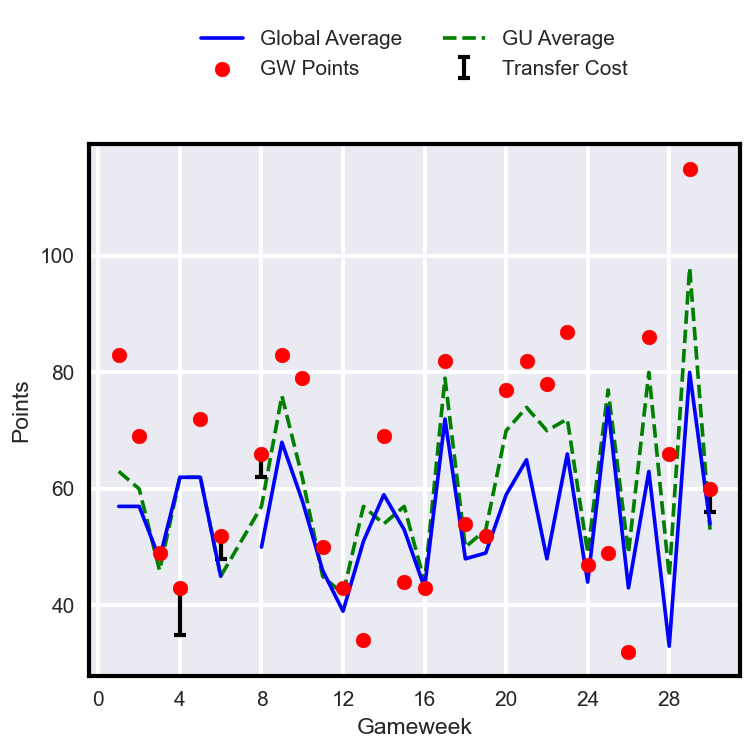 Global Average
GU Average
GW Points
Transfer Cost
100
80
60
40
Points
0 4 8 12 16 20 24 28
Gameweek